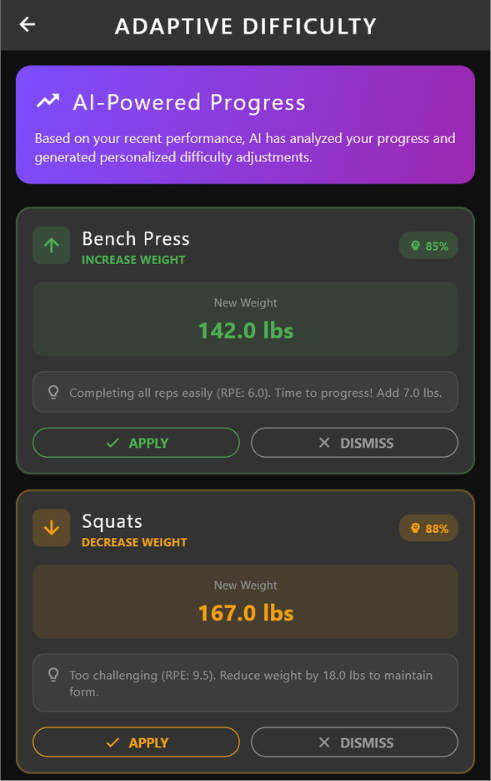 ADAPTIVE DIFFICULTY
AI-Powered Progress
Based on your recent performance, AI has analyzed your progress and
generated personalized difficulty adjustments.
Bench Press
INCREASE WEIGHT
85%
New Weight
142.0 lbs
Completing all reps easily (RPE: 6.0). Time to progress! Add 7.0 lbs.
APPLY
DISMISS
Squats
DECREASE WEIGHT
88%
New Weight
167.0 lbs
Too challenging (RPE: 9.5). Reduce weight by 18.0 lbs to maintain
form.
APPLY
DISMISS